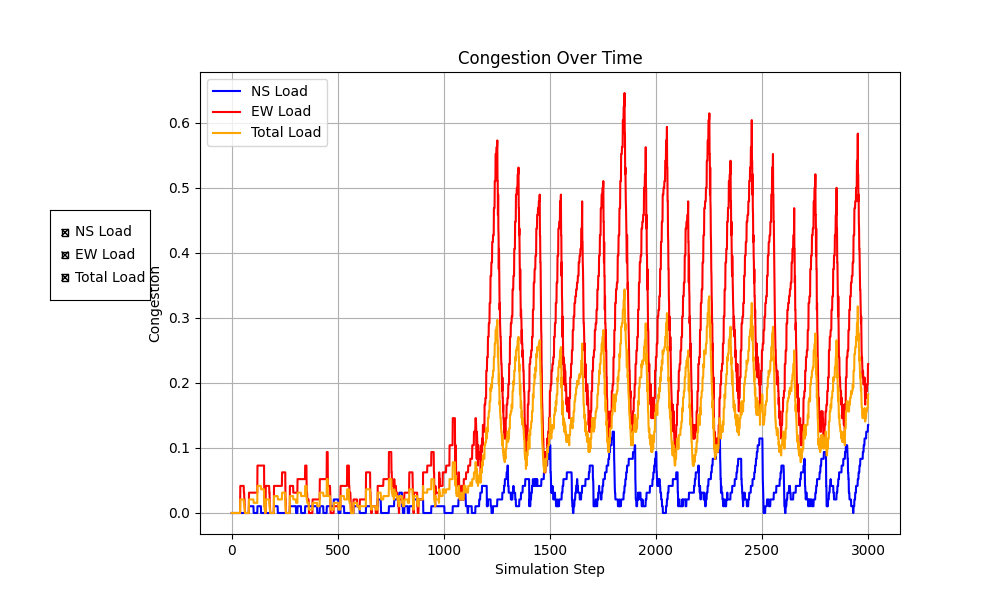 Congestion Over Time
NS Load
EW Load
Total Load
NS Load
EW Load
Total Load
Congestion
0.6
0.5
0.4
0.3
0.2
0.1
0.0
0 500 1000 1500 2000 2500 3000
Simulation Step